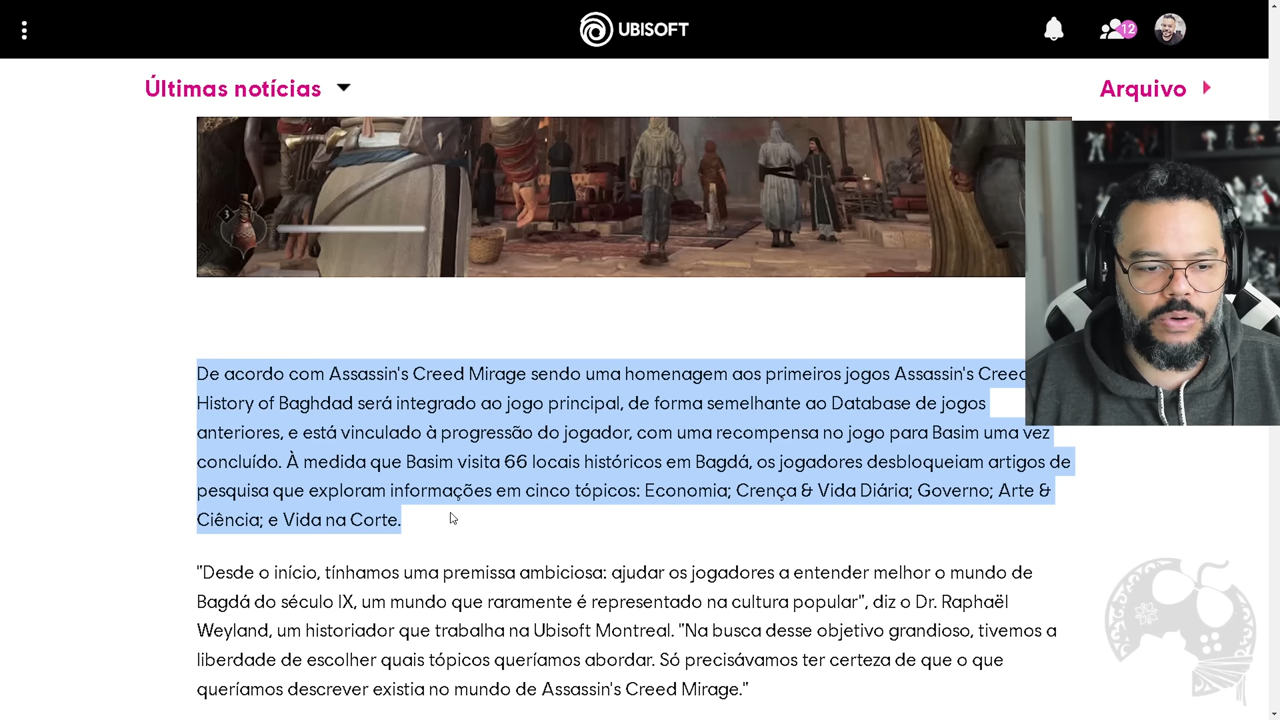 UBISOFT
12
Últimas notícias
Arquivo
3
De acordo com Assassin's Creed Mirage sendo uma homenagem aos primeiros jogos Assassin's Creed
History of Baghdad será integrado ao jogo principal, de forma semelhante ao Database de jogos
anteriores, e está vinculado à progressão do jogador, com uma recompensa no jogo para Basim uma vez
concluído. À medida que Basim visita 66 locais históricos em Bagdá, os jogadores desbloqueiam artigos de
pesquisa que exploram informações em cinco tópicos: Economia; Crença & Vida Diária; Governo; Arte &
Ciência; e Vida na Corte.
"Desde o início, tínhamos uma premissa ambiciosa: ajudar os jogadores a entender melhor o mundo de
Bagdá do século IX, um mundo que raramente é representado na cultura popular", diz o Dr. Raphaël
Weyland, um historiador que trabalha na Ubisoft Montreal. "Na busca desse objetivo grandioso, tivemos a
liberdade de escolher quais tópicos queríamos abordar. Só precisávamos ter certeza de que o que
queríamos descrever existia no mundo de Assassin's Creed Mirage."